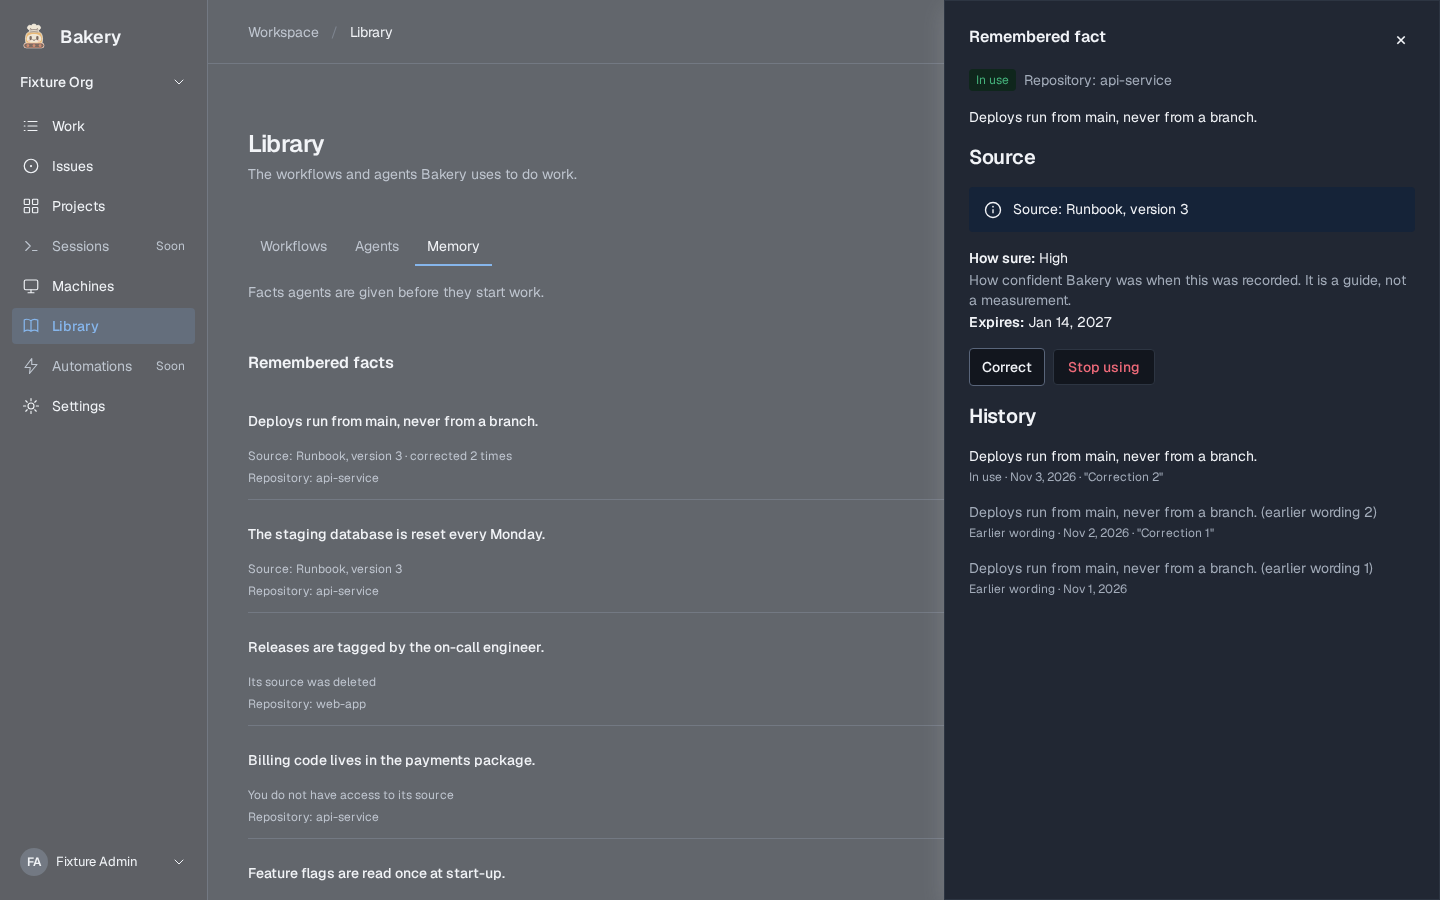 Bakery
Fixture Org
Work
Issues
Projects
Sessions Soon
Machines
Library
Automations Soon
Settings
FA Fixture Admin
Workspace / Library
Library
The workflows and agents Bakery uses to do work.
Workflows Agents Memory
Facts agents are given before they start work.
Remembered facts
Deploys run from main, never from a branch.
Source: Runbook, version 3 · corrected 2 times
Repository: api-service
The staging database is reset every Monday.
Source: Runbook, version 3
Repository: api-service
Releases are tagged by the on-call engineer.
Its source was deleted
Repository: web-app
Billing code lives in the payments package.
You do not have access to its source
Repository: api-service
Feature flags are read once at start-up.
Remembered fact
In use Repository: api-service
Deploys run from main, never from a branch.
Source
Source: Runbook, version 3
How sure: High
How confident Bakery was when this was recorded. It is a guide, not
a measurement.
Expires: Jan 14, 2027
Correct Stop using
History
Deploys run from main, never from a branch.
In use · Nov 3, 2026 · "Correction 2"
Deploys run from main, never from a branch. (earlier wording 2)
Earlier wording · Nov 2, 2026 · "Correction 1"
Deploys run from main, never from a branch. (earlier wording 1)
Earlier wording · Nov 1, 2026